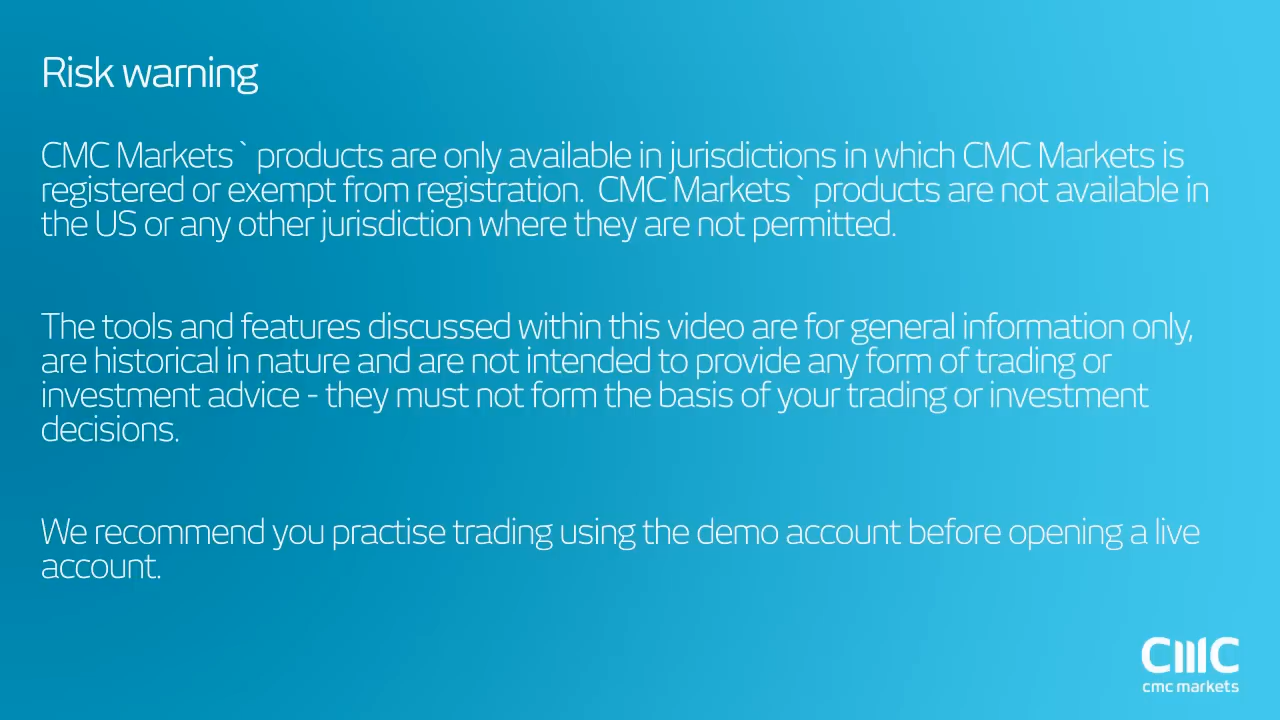 Risk warning
CMC Markets` products are only available in jurisdictions in which CMC Markets is
registered or exempt from registration.  CMC Markets` products are not available in
the US or any other jurisdiction where they are not permitted.
The tools and features discussed within this video are for general information only,
are historical in nature and are not intended to provide any form of trading or
investment advice - they must not form the basis of your trading or investment
decisions.
We recommend you practise trading using the demo account before opening a live
account.
CMC
cmc markets